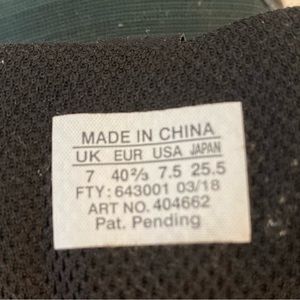 MADE IN CHINA
UK EUR USA JAPAN
7 40⅔ 7.5 25.5
FTY: 643001 03/18
ART NO. 404662
Pat. Pending